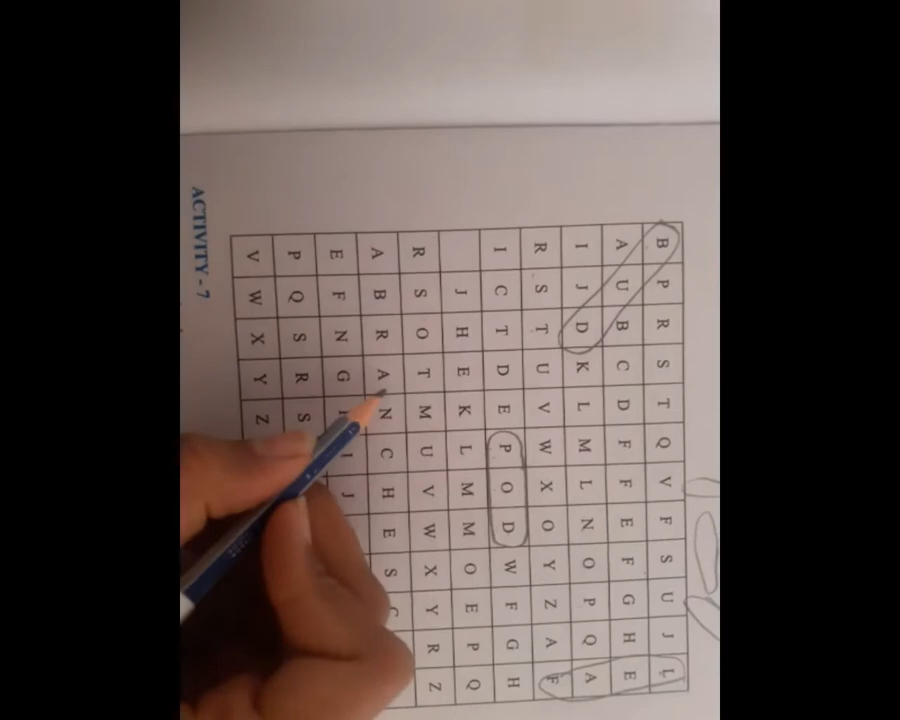 B P R S T Q V F S U J L
A U B C D F F E F G H E
I J D K L M L N O P Q A
R S T U V W X O Y Z A F
I C T D E P O D W F G H
J H E K L M M O E P Q
R S O T M U V W X Y R Z
A B R A N C H E S
E F N G I J
P Q S R S
V W X Y Z
ACTIVITY - 7